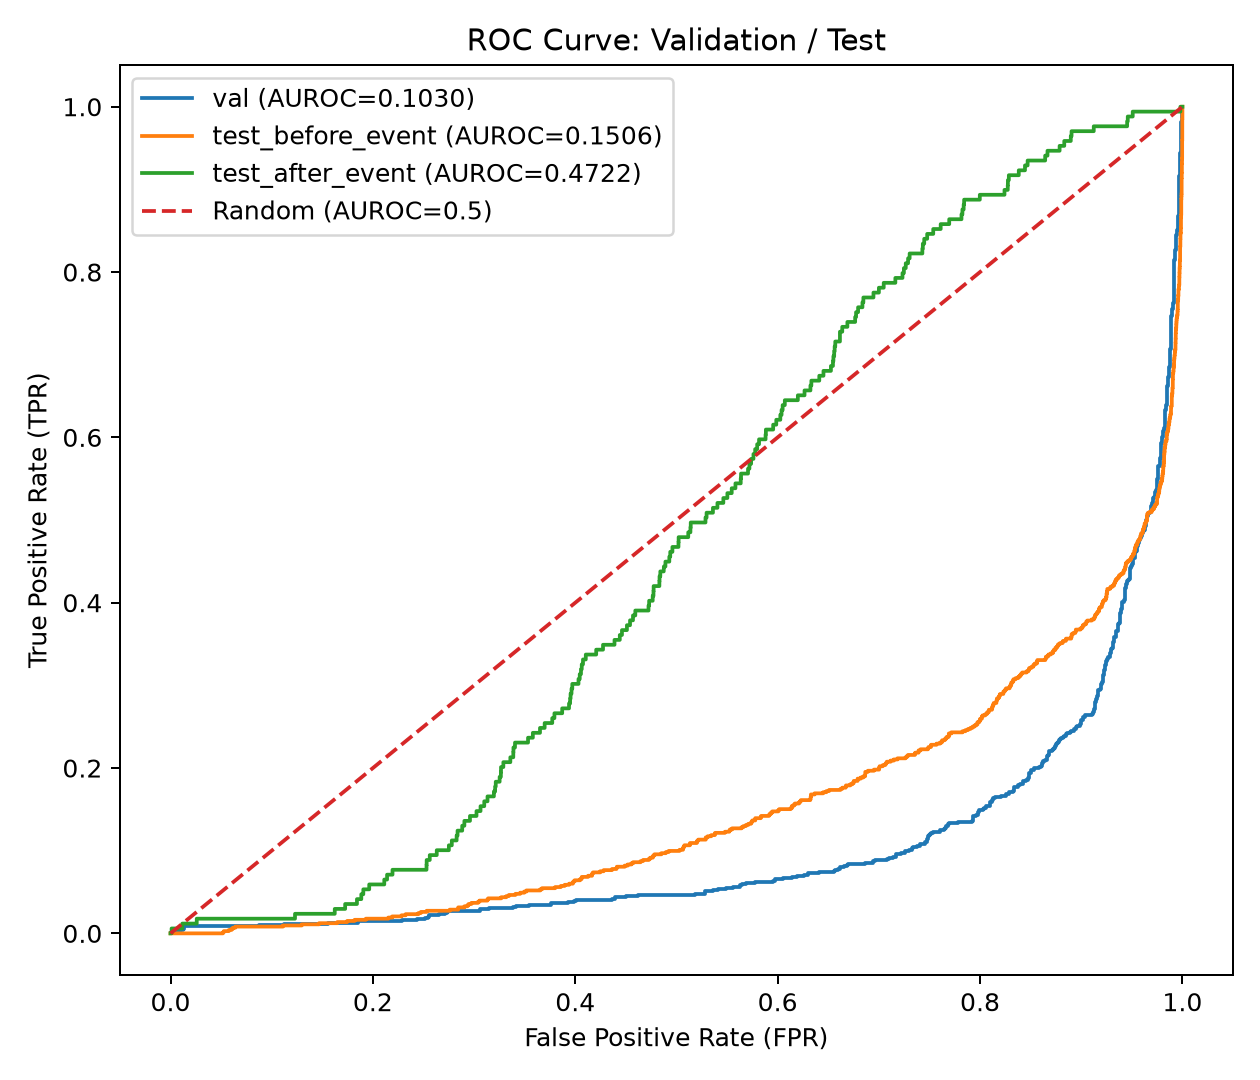 ROC Curve: Validation / Test
val (AUROC=0.1030)
test_before_event (AUROC=0.1506)
test_after_event (AUROC=0.4722)
Random (AUROC=0.5)
True Positive Rate (TPR)
1.0
0.8
0.6
0.4
0.2
0.0
0.0 0.2 0.4 0.6 0.8 1.0
False Positive Rate (FPR)